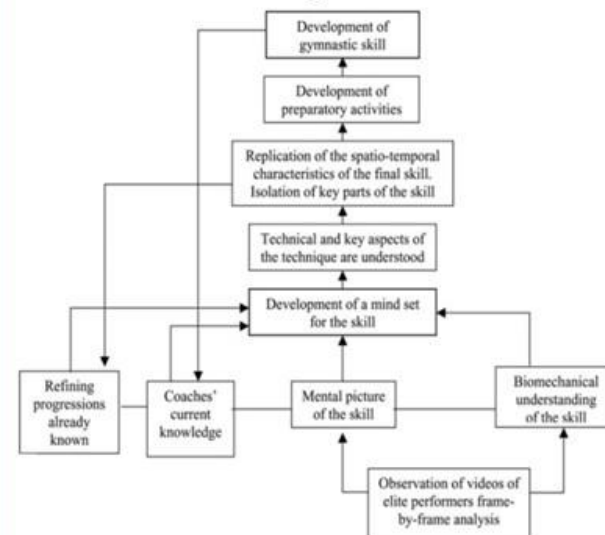 Development of
gymnastic skill
Development of
preparatory activities
Replication of the spatio-temporal
characteristics of the final skill.
Isolation of key parts of the skill
Technical and key aspects of
the technique are understood
Development of a mind set
for the skill
Refining
progressions
already
known
Coaches'
current
knowledge
Mental picture
of the skill
Biomechanical
understanding
of the skill
Observation of videos of
elite performers frame-
by-frame analysis